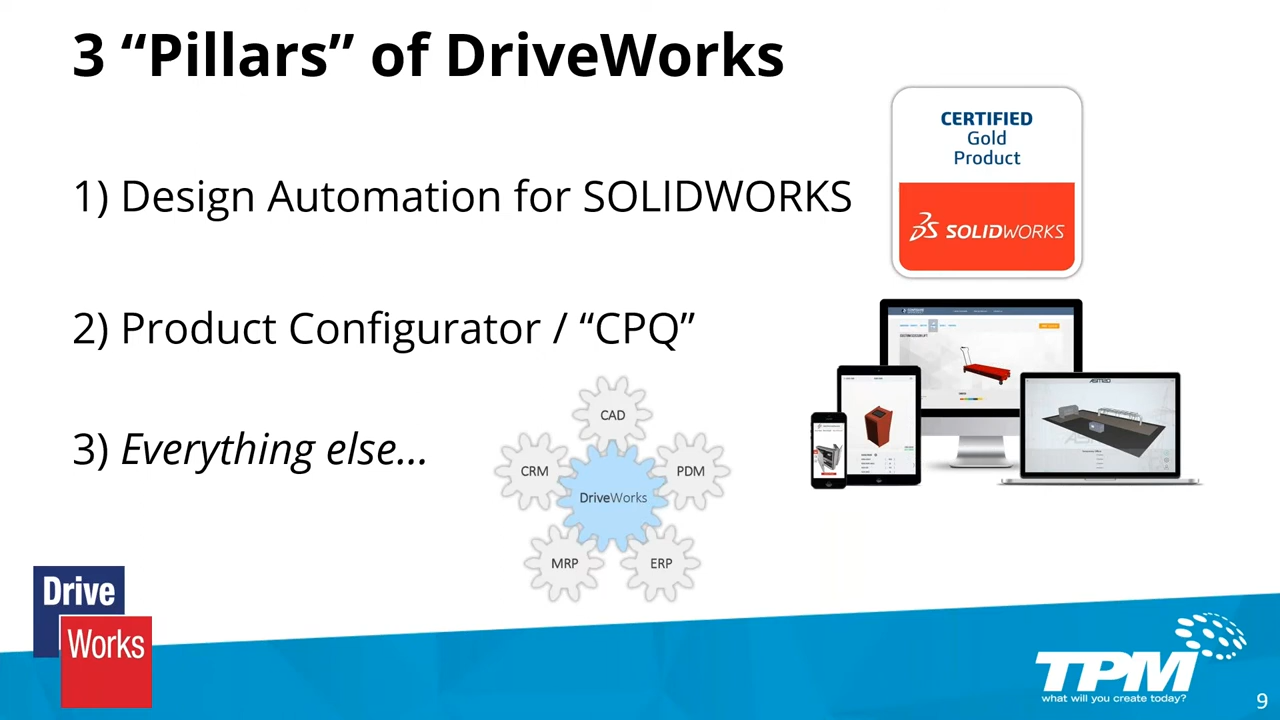 3 “Pillars” of DriveWorks
CERTIFIED
Gold
Product
SOLIDWORKS
1) Design Automation for SOLIDWORKS
2) Product Configurator / “CPQ”
3) Everything else...
CAD
CRM
PDM
DriveWorks
MRP
ERP
Drive
Works
TPM
what will you create today?
9